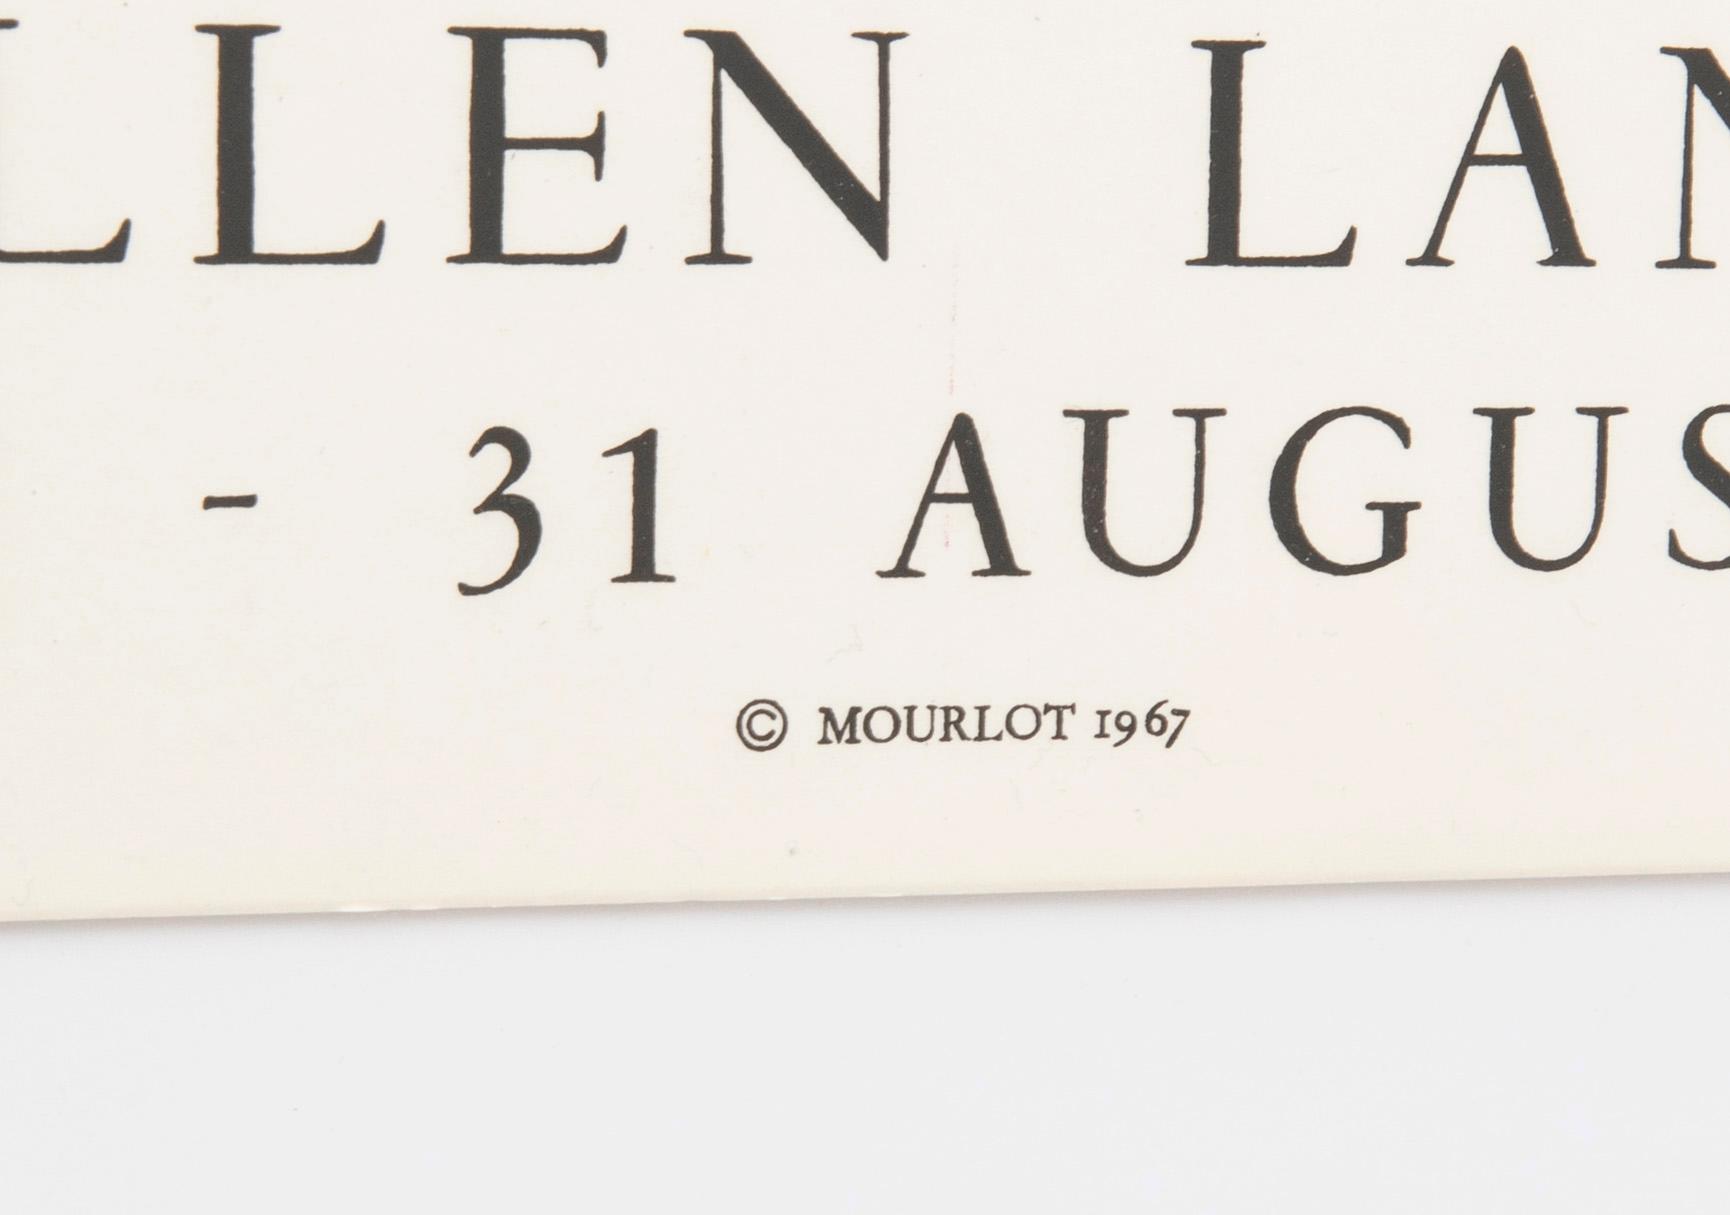 LLEN LAN
- 31 AUGUS
© MOURLOT 1967